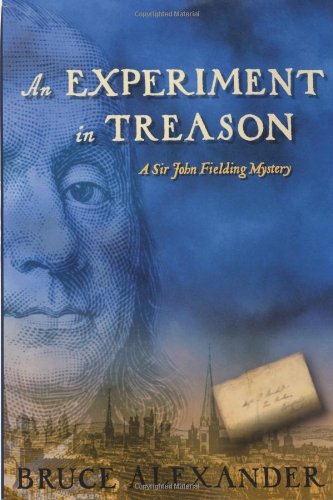 An EXPERIMENT
in TREASON
A Sir John Fielding Mystery
BRUCE ALEXANDER